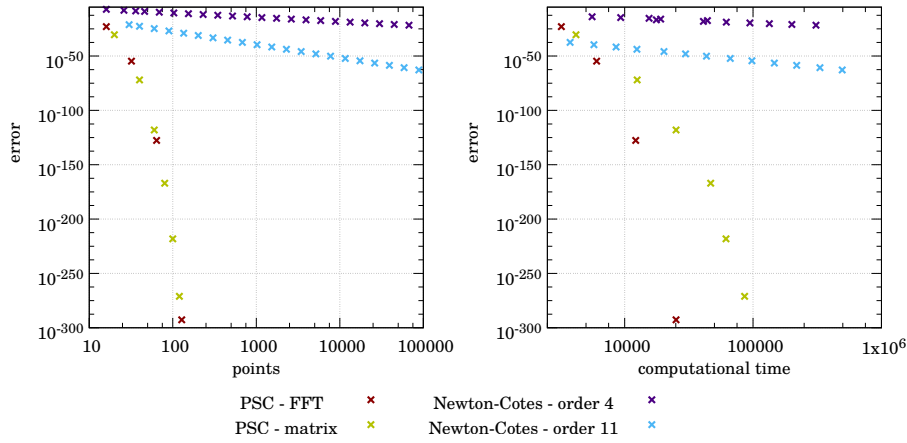 10^-50
10^-100
10^-150
10^-200
10^-250
10^-300
error
10
100
1000
10000
100000
points
10^-50
10^-100
10^-150
10^-200
10^-250
10^-300
error
10000
100000
1x10^6
computational time
PSC - FFT
Newton-Cotes - order 4
PSC - matrix
Newton-Cotes - order 11